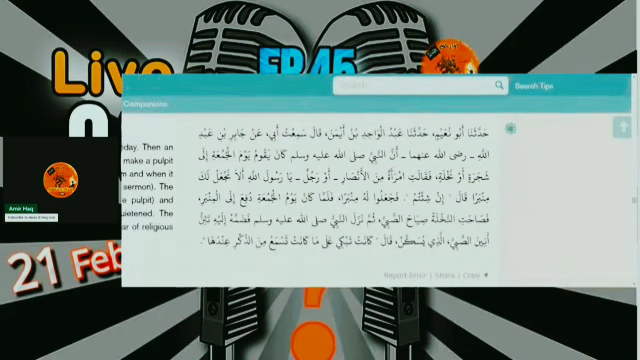 Live
EP.45
Search
Search Tips
Companions
حَدَّثَنَا أَبُو نُعَيْمٍ، حَدَّثَنَا عَبْدُ الْوَاحِدِ بْنُ أَيْمَنَ، قَالَ سَمِعْتُ أَبِي، عَنْ جَابِرِ بْنِ عَبْدِ
اللَّهِ ـ رضى الله عنهما ـ أَنَّ النَّبِيَّ صلى الله عليه وسلم كَانَ يَقُومُ يَوْمَ الْجُمُعَةِ إِلَى
شَجَرَةٍ أَوْ نَخْلَةٍ، فَقَالَتِ امْرَأَةٌ مِنَ الأَنْصَارِ ـ أَوْ رَجُلٌ ـ يَا رَسُولَ اللَّهِ أَلاَ نَجْعَلُ لَكَ
مِنْبَرًا قَالَ ‏"‏ إِنْ شِئْتُمْ ‏"‏‏.‏ فَجَعَلُوا لَهُ مِنْبَرًا، فَلَمَّا كَانَ يَوْمَ الْجُمُعَةِ دُفِعَ إِلَى الْمِنْبَرِ،
فَصَاحَتِ النَّخْلَةُ صِيَاحَ الصَّبِيِّ، ثُمَّ نَزَلَ النَّبِيُّ صلى الله عليه وسلم فَضَمَّهُ إِلَيْهِ تَئِنُّ
أَنِينَ الصَّبِيِّ، الَّذِي يُسَكَّنُ، قَالَ ‏"‏ كَانَتْ تَبْكِي عَلَى مَا كَانَتْ تَسْمَعُ مِنَ الذِّكْرِ عِنْدَهَا ‏"‏‏.‏
day. Then an
make a pulpit
m and when it
sermon). The
e pulpit) and
uietened. The
ar of religious
Report Error | Share | Copy ▼
Amir Haq
21 Feb